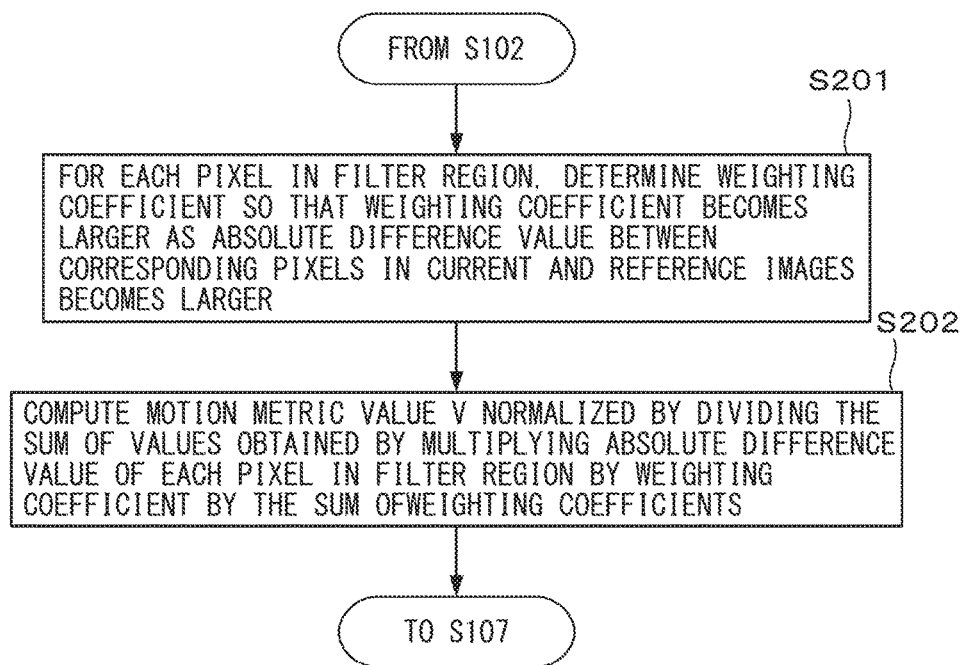 FROM S102
S201
FOR EACH PIXEL IN FILTER REGION, DETERMINE WEIGHTING
COEFFICIENT SO THAT WEIGHTING COEFFICIENT BECOMES
LARGER AS ABSOLUTE DIFFERENCE VALUE BETWEEN
CORRESPONDING PIXELS IN CURRENT AND REFERENCE IMAGES
BECOMES LARGER
S202
COMPUTE MOTION METRIC VALUE V NORMALIZED BY DIVIDING THE
SUM OF VALUES OBTAINED BY MULTIPLYING ABSOLUTE DIFFERENCE
VALUE OF EACH PIXEL IN FILTER REGION BY WEIGHTING
COEFFICIENT BY THE SUM OFWEIGHTING COEFFICIENTS
TO S107